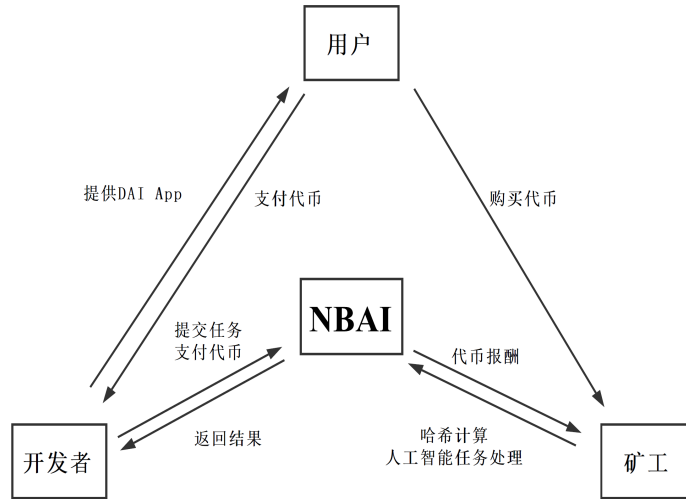 用户
提供DAI App
支付代币
购买代币
NBAI
提交任务
支付代币
代币报酬
返回结果
哈希计算
人工智能任务处理
开发者
矿工